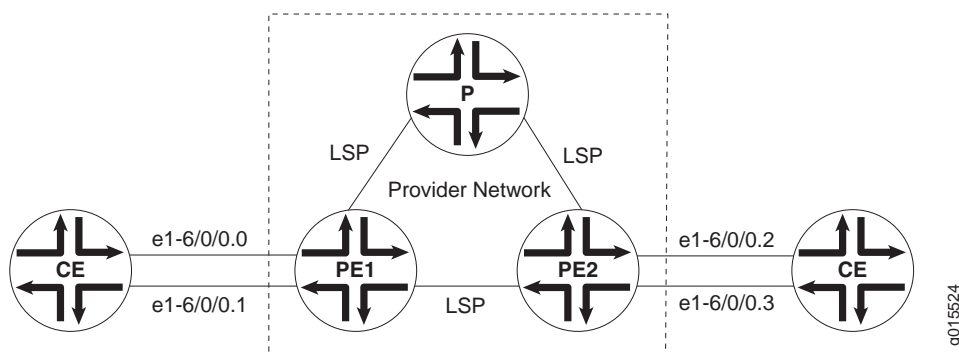 P
LSP
LSP
Provider Network
e1-6/0/0.0
e1-6/0/0.2
CE
PE1
PE2
CE
e1-6/0/0.1
LSP
e1-6/0/0.3
g015524